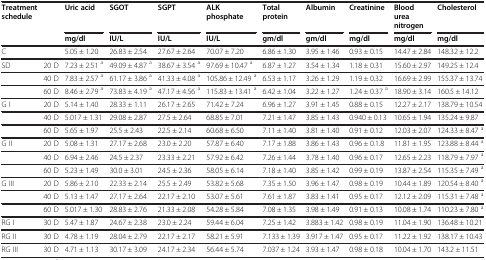 Treatment schedule Uric acid SGOT SGPT ALK phosphate Total protein Albumin Creatinine Blood urea nitrogen Cholesterol
mg/dl IU/L IU/L IU/L gm/dl gm/dl mg/dl mg/dl mg/dl
C 5.05 ± 1.20 26.83 ± 2.54 27.67 ± 2.64 70.07 ± 7.20 6.86 ± 1.30 3.95 ± 1.46 0.93 ± 0.15 14.47 ± 2.84 148.32 ± 12.2
SD 20 D 7.23 ± 2.51 a 49.09 ± 4.87 a 38.67 ± 3.54 a 97.69 ± 10.47 a 6.87 ± 1.27 3.54 ± 1.34 1.18 ± 0.31 15.60 ± 2.97 149.25 ± 12.4
40 D 7.83 ± 2.57 a 61.17 ± 3.86 a 41.33 ± 4.08 a 105.86 ± 12.49 a 6.53 ± 1.17 3.26 ± 1.29 1.19 ± 0.32 16.69 ± 2.99 155.37 ± 13.74
60 D 8.46 ± 2.79 a 73.83 ± 4.19 a 47.17 ± 4.56 a 115.83 ± 13.41 a 6.42 ± 1.04 3.22 ± 1.27 1.24 ± 0.37 a 18.90 ± 3.14 160.5 ± 14.12
G I 20 D 5.14 ± 1.40 28.33 ± 1.11 26.17 ± 2.65 71.42 ± 7.24 6.96 ± 1.27 3.91 ± 1.45 0.88 ± 0.15 12.27 ± 2.17 138.79 ± 10.54
40 D 5.017 ± 1.31 29.08 ± 2.87 27.5 ± 2.64 68.85 ± 7.01 7.21 ± 1.47 3.85 ± 1.43 0.940 ± 0.13 10.65 ± 1.94 135.24 ± 9.87
60 D 5.65 ± 1.97 25.5 ± 2.43 22.5 ± 2.14 60.68 ± 6.50 7.11 ± 1.40 3.81 ± 1.40 0.91 ± 0.12 12.03 ± 2.07 124.33 ± 8.47 a
G II 20 D 5.08 ± 1.31 27.17 ± 2.68 23.0 ± 2.20 57.87 ± 6.40 7.17 ± 1.88 3.86 ± 1.43 0.96 ± 0.1.8 11.81 ± 1.95 123.88 ± 8.44 a
40 D 6.94 ± 2.46 24.5 ± 2.37 23.33 ± 2.21 57.92 ± 6.42 7.26 ± 1.44 3.78 ± 1.40 0.96 ± 0.17 12.65 ± 2.23 118.79 ± 7.97 a
60 D 5.23 ± 1.49 30.0 ± 3.01 24.5 ± 2.36 58.05 ± 6.14 7.18 ± 1.40 3.85 ± 1.42 0.99 ± 0.19 13.87 ± 2.54 115.35 ± 7.49 a
G III 20 D 5.86 ± 2.10 22.33 ± 2.14 25.5 ± 2.49 53.82 ± 5.68 7.35 ± 1.50 3.96 ± 1.47 0.98 ± 0.19 10.44 ± 1.89 120.54 ± 8.40 a
40 D 5.13 ± 1.47 27.17 ± 2.64 22.17 ± 2.10 53.07 ± 5.61 7.61 ± 1.87 3.83 ± 1.41 0.95 ± 0.17 12.12 ± 2.09 115.31 ± 7.48 a
60 D 5.017 ± 1.30 28.83 ± 2.76 21.33 ± 2.08 54.28 ± 5.84 7.08 ± 1.35 3.98 ± 1.49 0.91 ± 0.13 10.08 ± 1.74 110.23 ± 7.80 a
RG I 30 D 5.47 ± 1.87 24.67 ± 2.38 23.0 ± 2.24 59.44 ± 6.04 7.25 ± 1.42 3.883 ± 1.42 0.98 ± 0.19 11.04 ± 1.90 136.48 ± 10.21
RG II 30 D 4.78 ± 1.19 28.04 ± 2.79 22.17 ± 2.17 58.21 ± 5.91 7.133 ± 1.39 3.917 ± 1.47 0.95 ± 0.17 11.22 ± 1.92 138.17 ± 10.43
RG III 30 D 4.71 ± 1.13 30.17 ± 3.09 24.17 ± 2.34 56.44 ± 5.74 7.037 ± 1.24 3.93 ± 1.47 0.98 ± 0.18 10.04 ± 1.70 143.2 ± 11.51